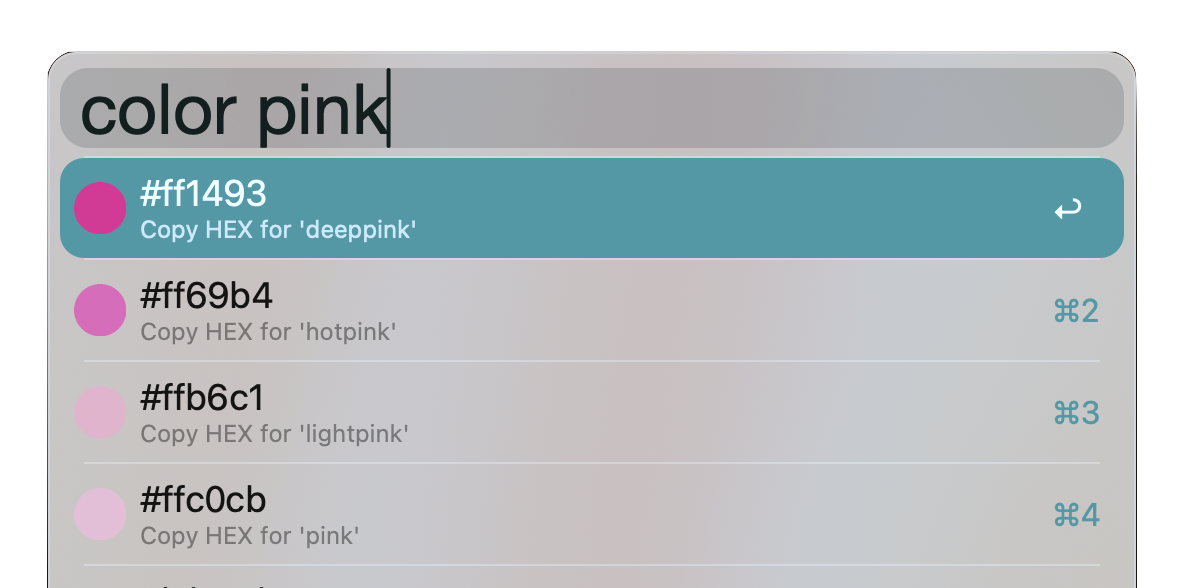 color pink
#ff1493
Copy HEX for 'deeppink'
#ff69b4
Copy HEX for 'hotpink'
⌘2
#ffb6c1
Copy HEX for 'lightpink'
⌘3
#ffc0cb
Copy HEX for 'pink'
⌘4